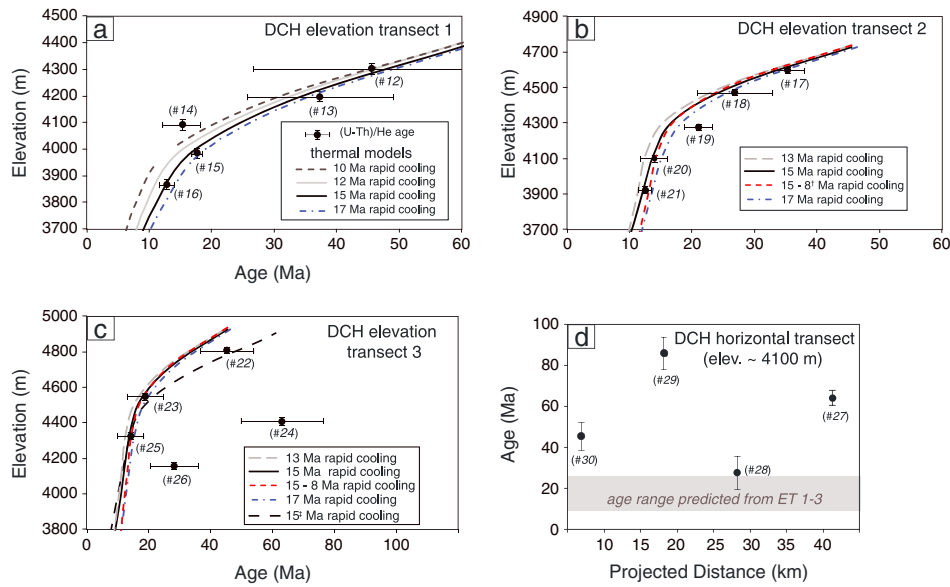 a
DCH elevation transect 1
4500
4400
4300
4200
4100
4000
3900
3800
3700
Elevation (m)
(#12)
(#13)
(#14)
(#15)
(#16)
(U-Th)/He age
thermal models
10 Ma rapid cooling
12 Ma rapid cooling
15 Ma rapid cooling
17 Ma rapid cooling
0 10 20 30 40 50 60
Age (Ma)
b
DCH elevation transect 2
4900
4700
4500
4300
4100
3900
3700
Elevation (m)
(#17)
(#18)
(#19)
(#20)
(#21)
13 Ma rapid cooling
15 Ma rapid cooling
15 - 8† Ma rapid cooling
17 Ma rapid cooling
0 10 20 30 40 50 60
c
DCH elevation
transect 3
5000
4800
4600
4400
4200
4000
3800
Elevation (m)
(#22)
(#23)
(#24)
(#25)
(#26)
13 Ma rapid cooling
15 Ma rapid cooling
15 - 8 Ma rapid cooling
17 Ma rapid cooling
15‡ Ma rapid cooling
0 20 40 60 80 100
Age (Ma)
d
DCH horizontal transect
(elev. ~ 4100 m)
100
80
60
40
20
0
Age (Ma)
(#29)
(#27)
(#30)
(#28)
age range predicted from ET 1-3
10 20 30 40
Projected Distance (km)